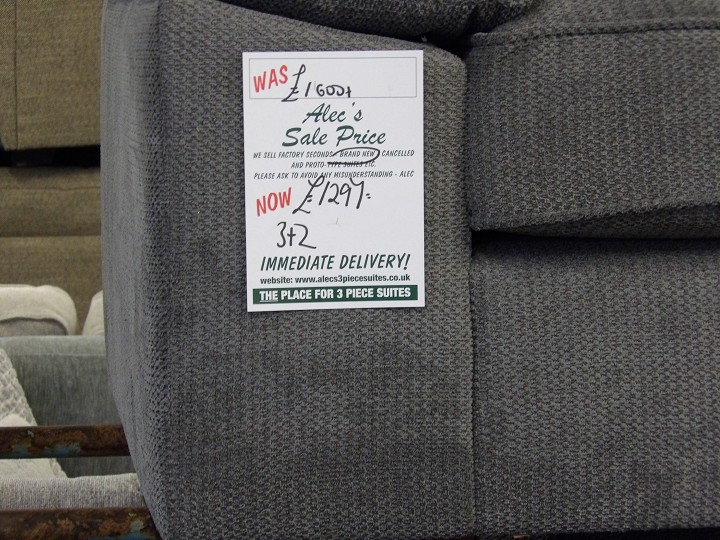 WAS £1600+
Alec's
Sale Price
WE SELL FACTORY SECONDS, BRAND NEW, CANCELLED
AND PROTO-TYPE SUITES ETC.
PLEASE ASK TO AVOID ANY MISUNDERSTANDING - ALEC
NOW £1297=
3+2
IMMEDIATE DELIVERY!
website: www.alecs3piecesuites.co.uk
THE PLACE FOR 3 PIECE SUITES